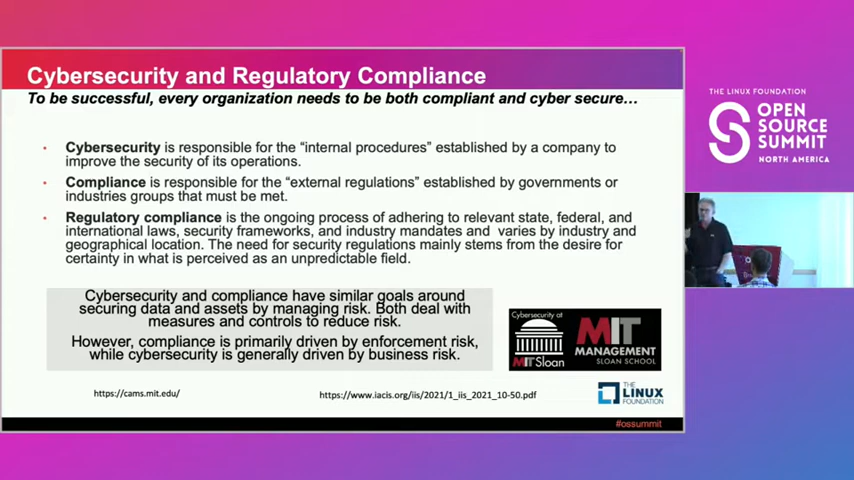 Cybersecurity and Regulatory Compliance
To be successful, every organization needs to be both compliant and cyber secure…
• Cybersecurity is responsible for the “internal procedures” established by a company to
improve the security of its operations.
• Compliance is responsible for the “external regulations” established by governments or
industries groups that must be met.
• Regulatory compliance is the ongoing process of adhering to relevant state, federal, and
international laws, security frameworks, and industry mandates and varies by industry and
geographical location. The need for security regulations mainly stems from the desire for
certainty in what is perceived as an unpredictable field.
Cybersecurity and compliance have similar goals around
securing data and assets by managing risk. Both deal with
measures and controls to reduce risk.
However, compliance is primarily driven by enforcement risk,
while cybersecurity is generally driven by business risk.
Cybersecurity at
MIT Sloan
MIT
MANAGEMENT
SLOAN SCHOOL
https://cams.mit.edu/
https://www.iacis.org/iis/2021/1_iis_2021_10-50.pdf
THE
LINUX
FOUNDATION
#ossummit
THE LINUX FOUNDATION
OPEN
SOURCE
SUMMIT
NORTH AMERICA